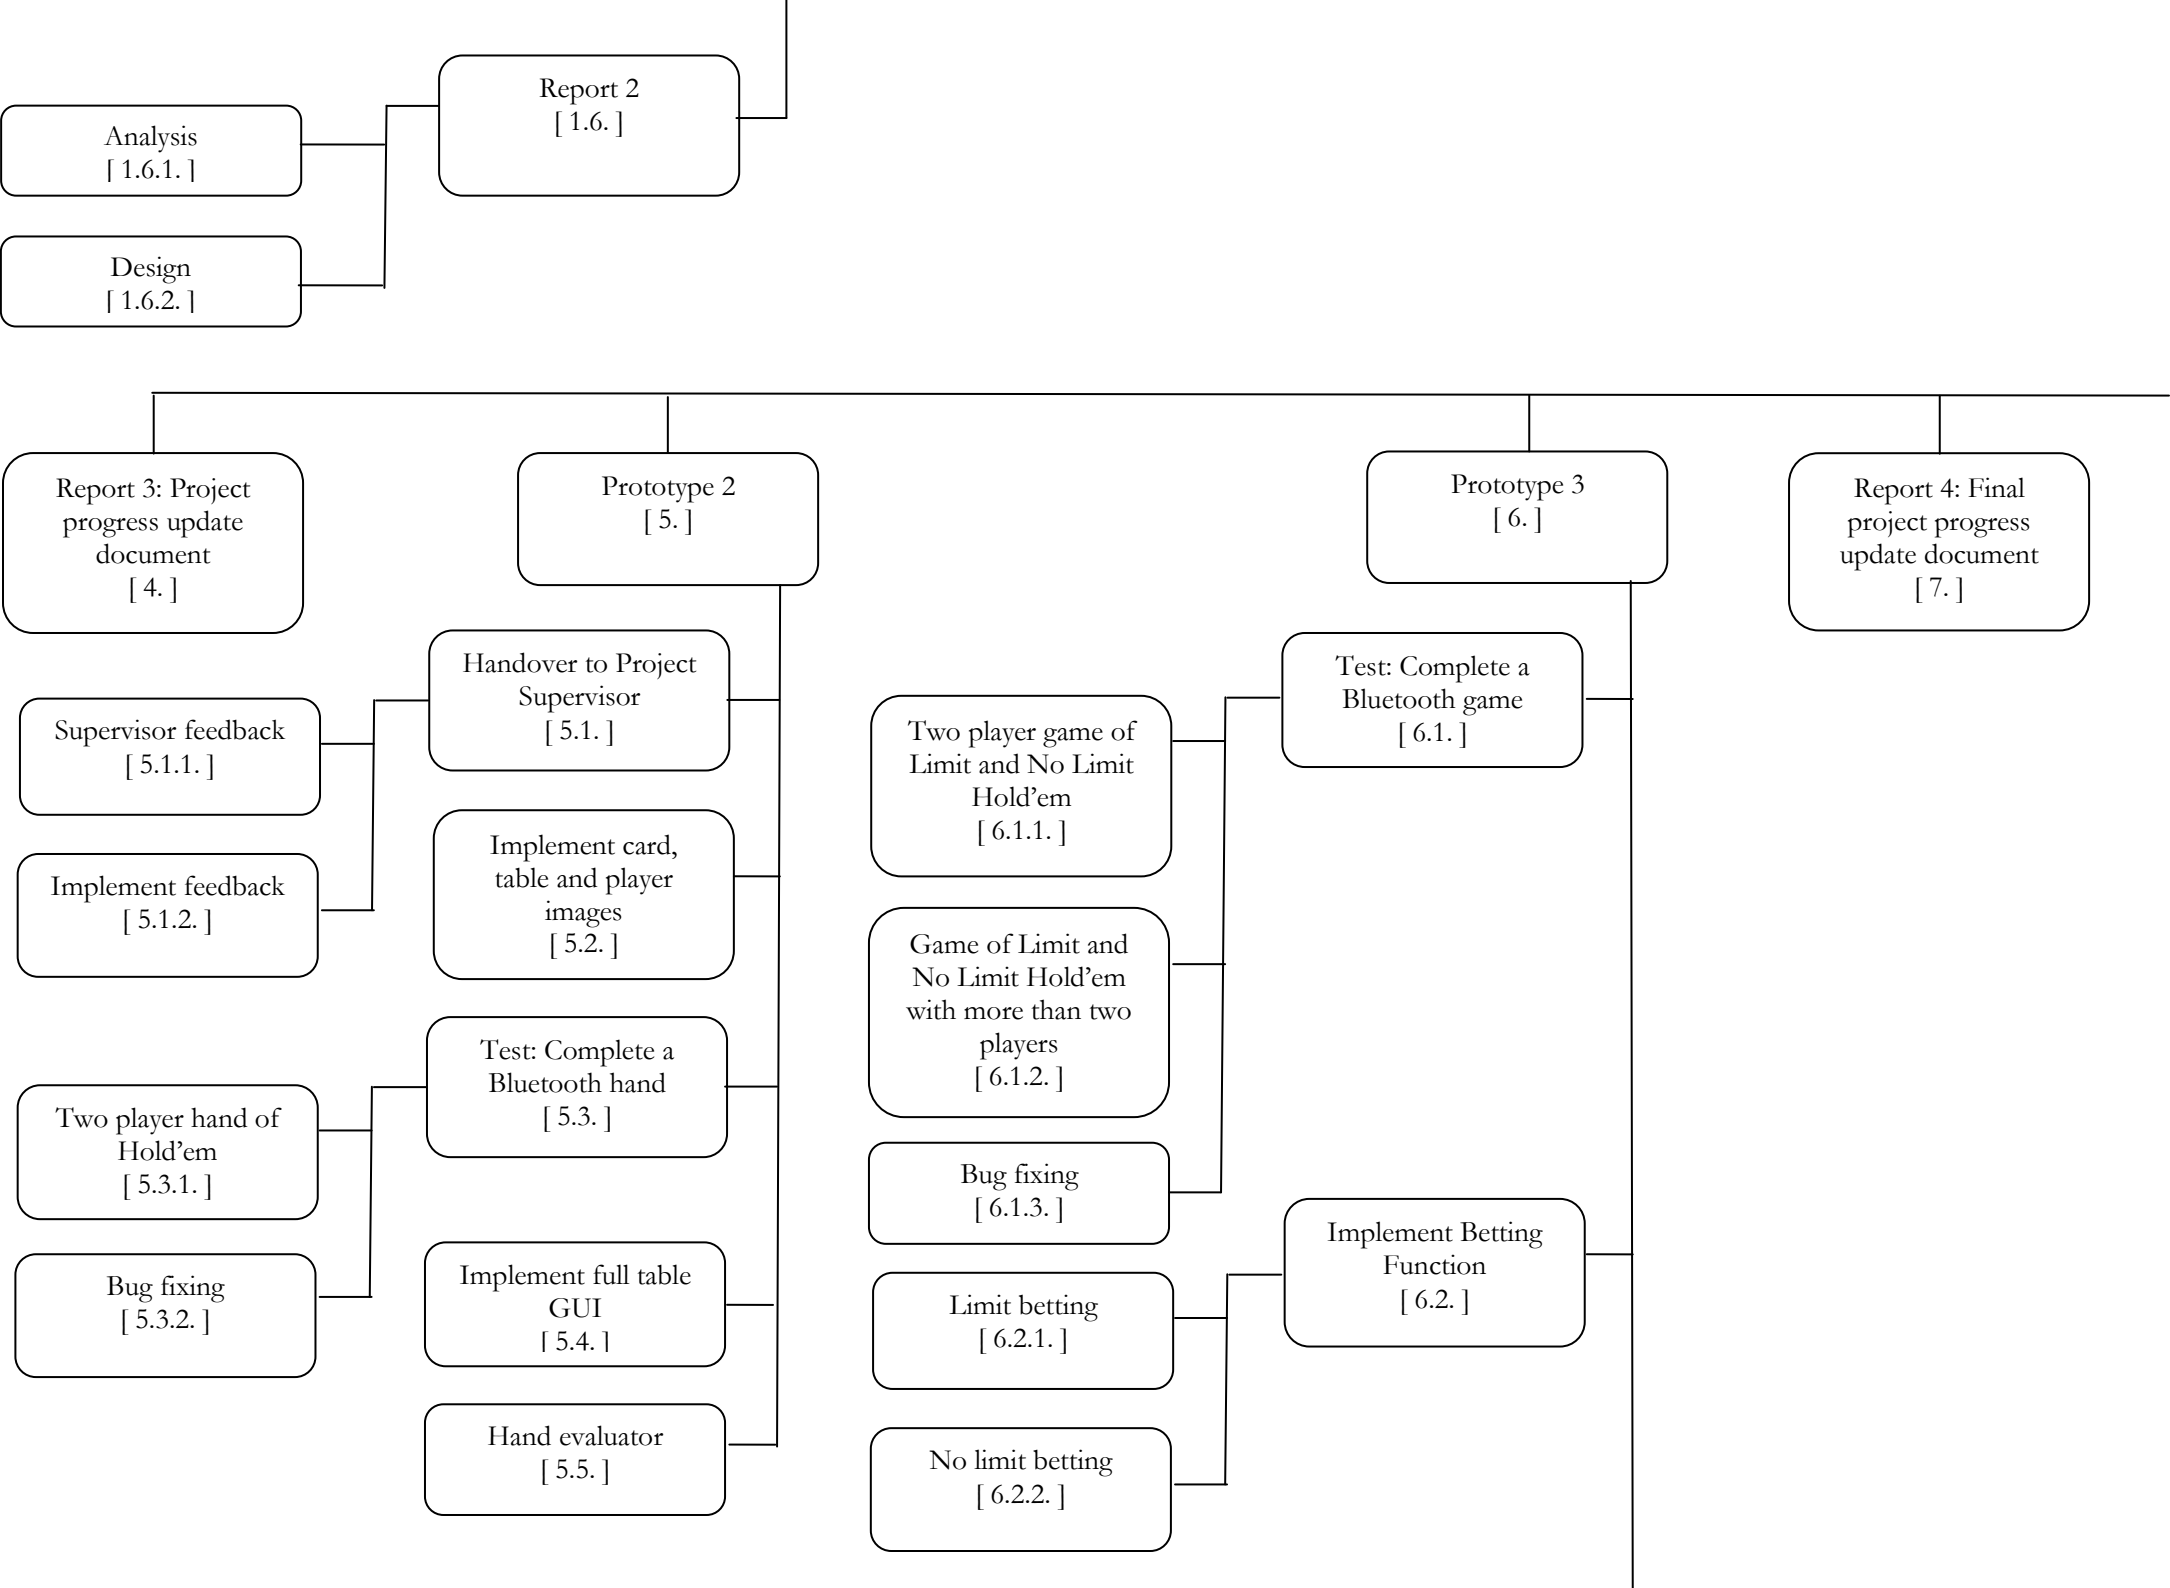 Report 2
[ 1.6. ]
Analysis
[ 1.6.1. ]
Design
[ 1.6.2. ]
Report 3: Project
progress update
document
[ 4. ]
Prototype 2
[ 5. ]
Prototype 3
[ 6. ]
Report 4: Final
project progress
update document
[ 7. ]
Handover to Project
Supervisor
[ 5.1. ]
Supervisor feedback
[ 5.1.1. ]
Implement feedback
[ 5.1.2. ]
Implement card,
table and player
images
[ 5.2. ]
Test: Complete a
Bluetooth hand
[ 5.3. ]
Two player hand of
Hold’em
[ 5.3.1. ]
Bug fixing
[ 5.3.2. ]
Implement full table
GUI
[ 5.4. ]
Hand evaluator
[ 5.5. ]
Test: Complete a
Bluetooth game
[ 6.1. ]
Two player game of
Limit and No Limit
Hold’em
[ 6.1.1. ]
Game of Limit and
No Limit Hold’em
with more than two
players
[ 6.1.2. ]
Bug fixing
[ 6.1.3. ]
Implement Betting
Function
[ 6.2. ]
Limit betting
[ 6.2.1. ]
No limit betting
[ 6.2.2. ]